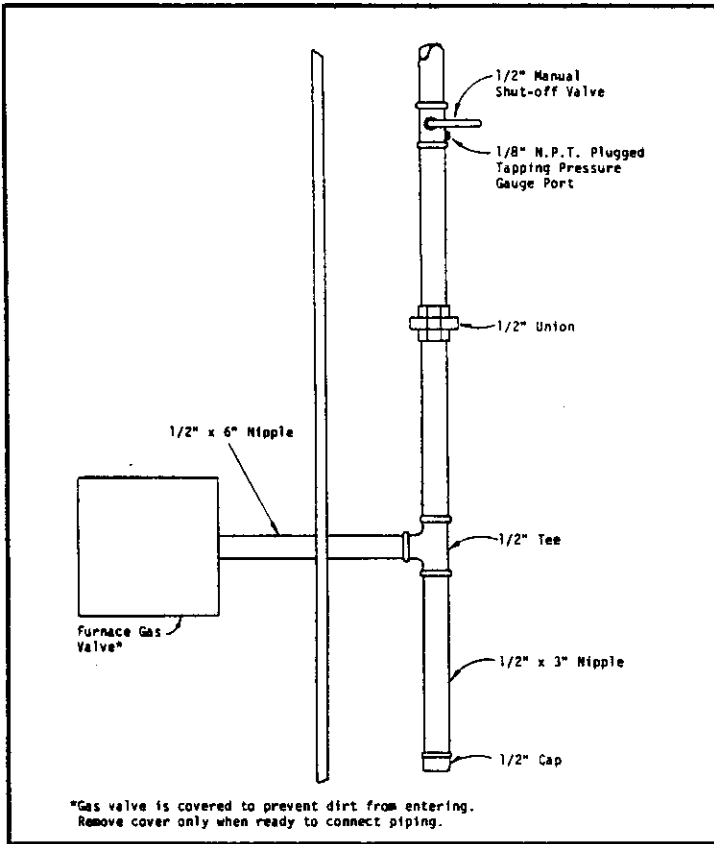 1/2" Manual
Shut-off Valve
1/8" N.P.T. Plugged
Tapping Pressure
Gauge Port
1/2" Union
1/2" x 6" Nipple
1/2" Tee
Furnace Gas
Valve*
1/2" x 3" Nipple
1/2" Cap
*Gas valve is covered to prevent dirt from entering.
Remove cover only when ready to connect piping.